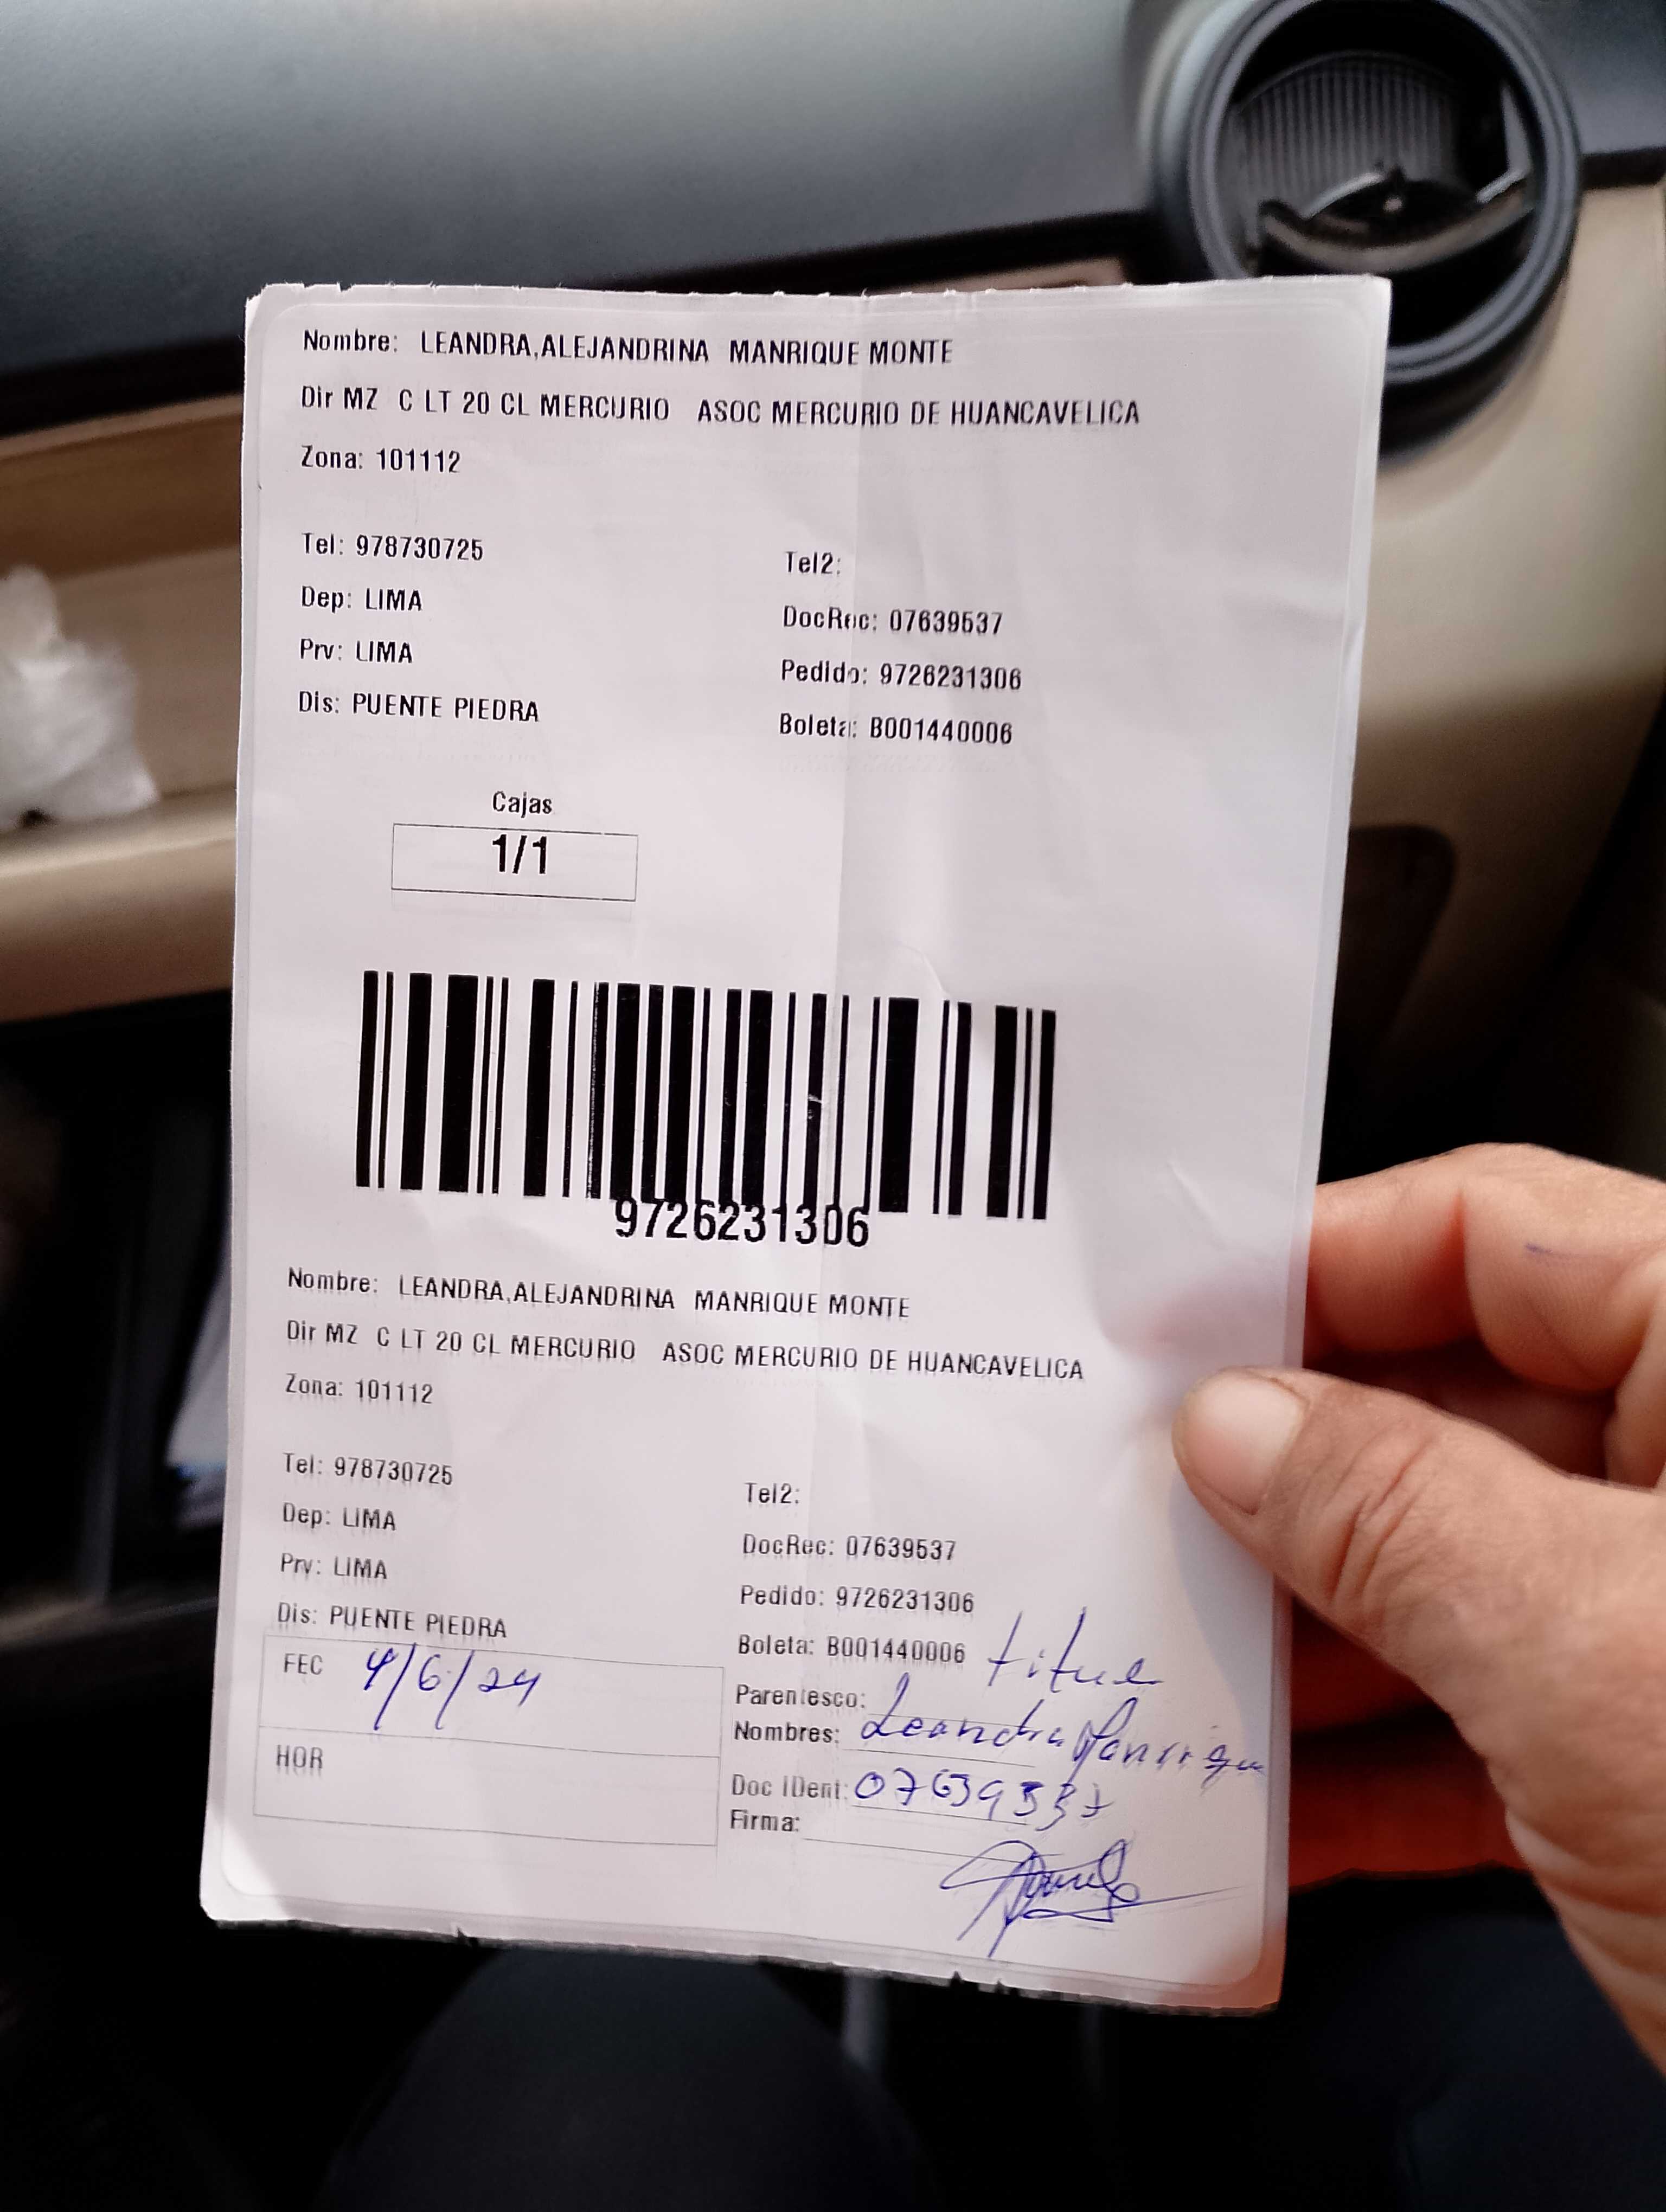 Nombre: LEANDRA,ALEJANDRINA MANRIQUE MONTE
Dir MZ C LT 20 CL MERCURIO ASOC MERCURIO DE HUANCAVELICA
Zona: 101112
Tel: 978730725
Tel2:
Dep: LIMA
DocRec: 07639537
Prv: LIMA
Pedido: 9726231306
Dis: PUENTE PIEDRA
Boleta: B001440006
Cajas
1/1
9726231306
Nombre: LEANDRA,ALEJANDRINA MANRIQUE MONTE
Dir MZ C LT 20 CL MERCURIO ASOC MERCURIO DE HUANCAVELICA
Zona: 101112
Tel: 978730725
Tel2:
Dep: LIMA
DocRec: 07639537
Prv: LIMA
Pedido: 9726231306
Dis: PUENTE PIEDRA
Boleta: B001440006
FEC 4/6/24
Parentesco:
Nombres: Leandra Manrique
HOR
Doc IDent: 07639537
Firma: